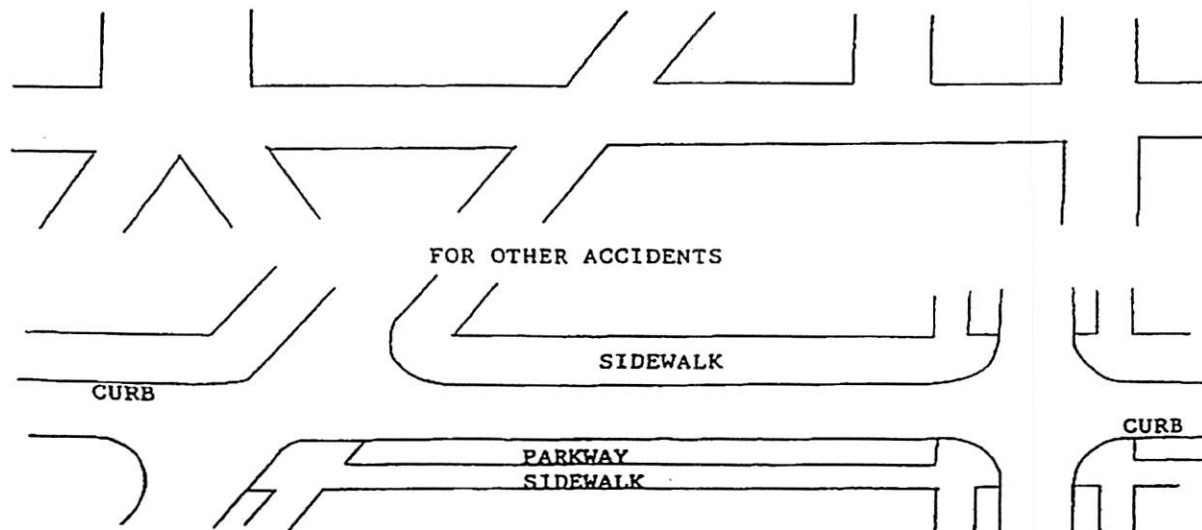 FOR OTHER ACCIDENTS
SIDEWALK
CURB
CURB
PARKWAY
SIDEWALK